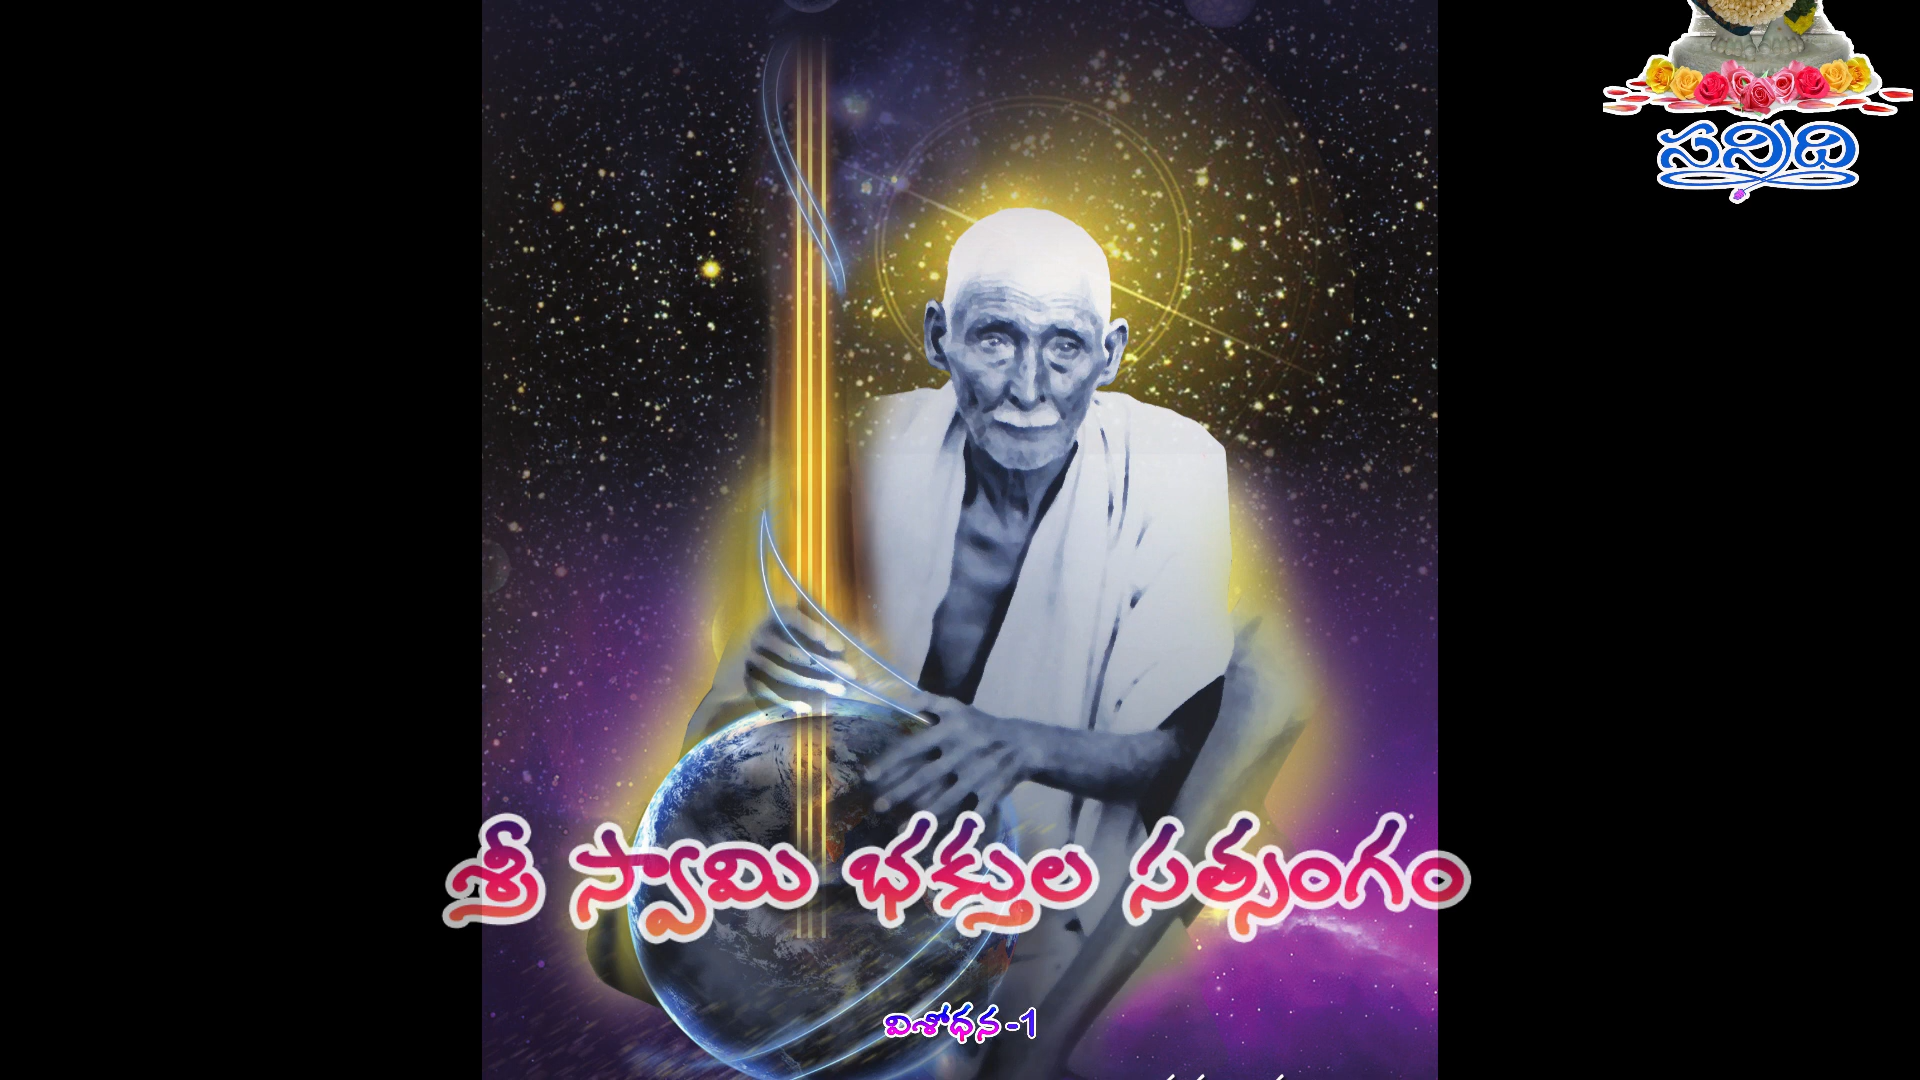 సన్నిధి
శ్రీ స్వామి భక్తుల సత్సంగం
విశోధన -1